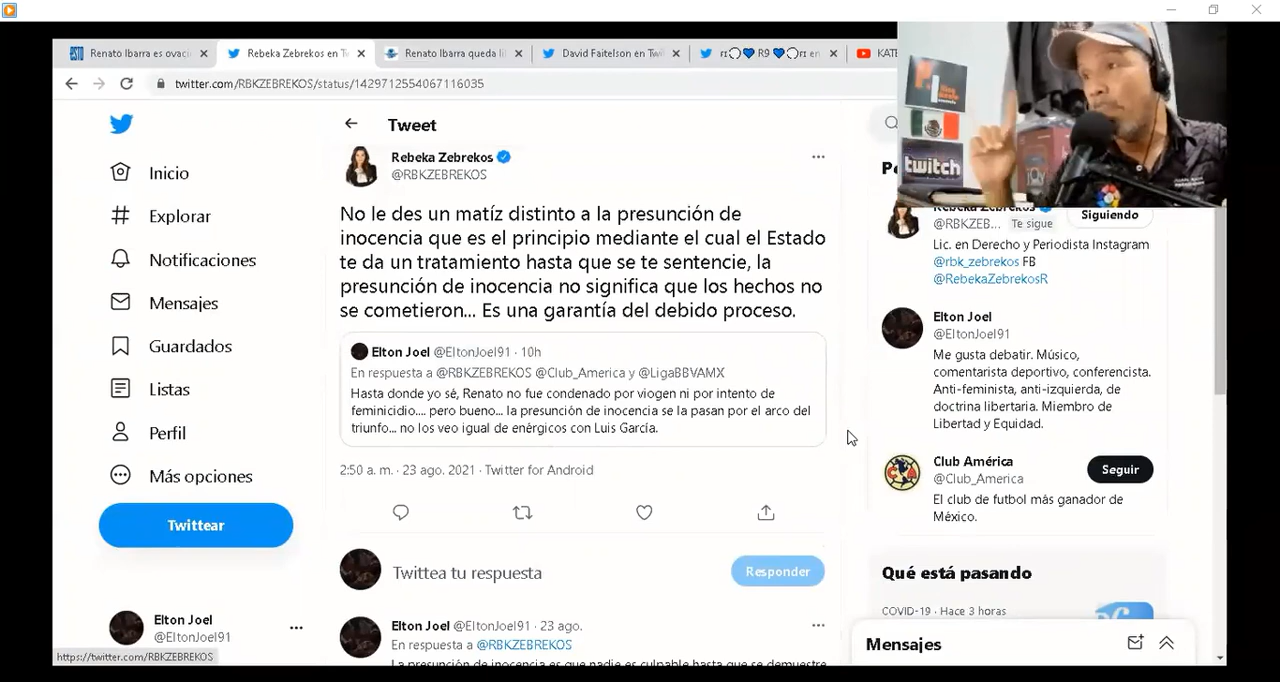 Renato Ibarra es ovaci
Rebeka Zebrekos en T
Renato Ibarra queda li
David Faitelson en Twi
R9
en
KATE
twitter.com/RBKZEBREKOS/status/1429712554067116035
Inicio
Explorar
Notificaciones
Mensajes
Guardados
Listas
Perfil
Más opciones
Twittear
Elton Joel
@EltonJoel91
https://twitter.com/RBKZEBREKOS
Tweet
Rebeka Zebrekos
@RBKZEBREKOS
No le des un matíz distinto a la presunción de
inocencia que es el principio mediante el cual el Estado
te da un tratamiento hasta que se te sentencie, la
presunción de inocencia no significa que los hechos no
se cometieron... Es una garantía del debido proceso.
Elton Joel @EltonJoel91 · 10h
En respuesta a @RBKZEBREKOS @Club_America y @LigaBBVAMX
Hasta donde yo sé, Renato no fue condenado por viogen ni por intento de
feminicidio.... pero bueno... la presunción de inocencia se la pasan por el arco del
triunfo... no los veo igual de enérgicos con Luis García.
2:50 a. m. · 23 ago. 2021 · Twitter for Android
Twittea tu respuesta
Responder
Elton Joel @EltonJoel91 · 23 ago.
En respuesta a @RBKZEBREKOS
La presunción de inocencia es que nadie es culpable hasta que se demuestre
twitch
Rebeka Zebrekos
@RBKZEB... Te sigue
Siguiendo
Lic. en Derecho y Periodista Instagram
@rbk_zebrekos FB
@RebekaZebrekosR
Elton Joel
@EltonJoel91
Me gusta debatir. Músico,
comentarista deportivo, conferencista.
Anti-feminista, anti-izquierda, de
doctrina libertaria. Miembro de
Libertad y Equidad.
Club América
@Club_America
Seguir
El club de futbol más ganador de
México.
Qué está pasando
COVID-19 · Hace 3 horas
Mensajes